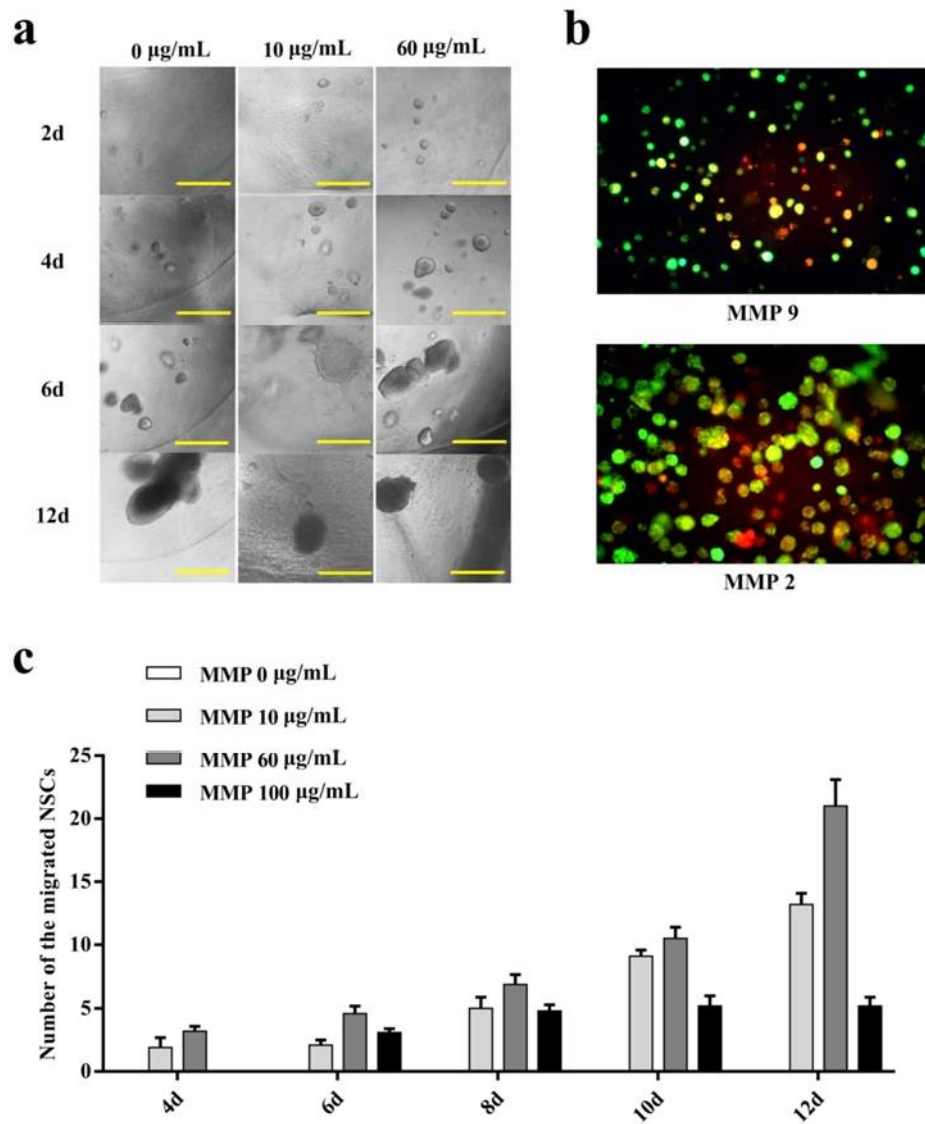 a
0 μg/mL 10 μg/mL 60 μg/mL
2d
4d
6d
12d
b
MMP 9
MMP 2
c
MMP 0 μg/mL
MMP 10 μg/mL
MMP 60 μg/mL
MMP 100 μg/mL
Number of the migrated NSCs
25
20
15
10
5
0
4d 6d 8d 10d 12d